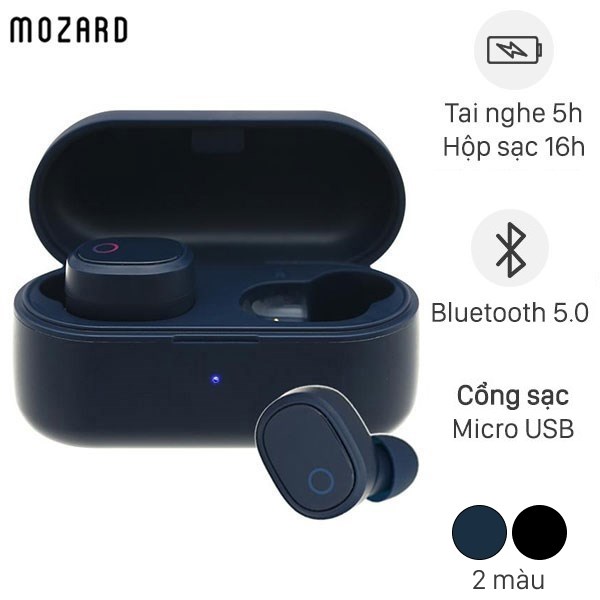 MOZARD
Tai nghe 5h
Hộp sạc 16h
Bluetooth 5.0
Cổng sạc
Micro USB
2 màu